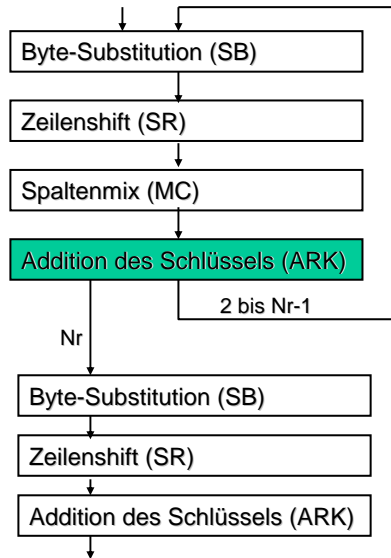 Byte-Substitution (SB)
Zeilenshift (SR)
Spaltenmix (MC)
Addition des Schlüssels (ARK)
2 bis Nr-1
Nr
Byte-Substitution (SB)
Zeilenshift (SR)
Addition des Schlüssels (ARK)